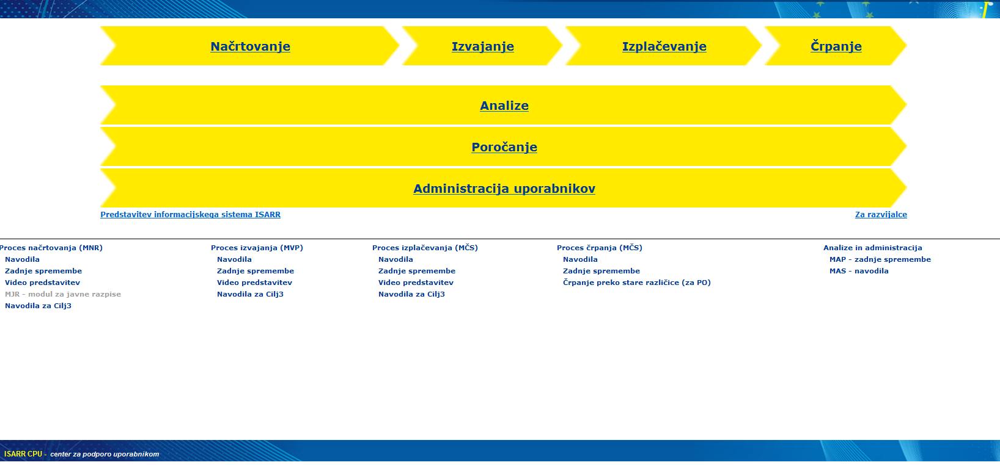 Načrtovanje
Izvajanje
Izplačevanje
Črpanje
Analize
Poročanje
Administracija uporabnikov
Predstavitev informacijskega sistema ISARR
Za razvijalce
Proces načrtovanja (MNR)
Navodila
Zadnje spremembe
Video predstavitev
MJR - modul za javne razpise
Navodila za Cilj3
Proces izvajanja (MVP)
Navodila
Zadnje spremembe
Video predstavitev
Navodila za Cilj3
Proces izplačevanja (MČS)
Navodila
Zadnje spremembe
Video predstavitev
Navodila za Cilj3
Proces črpanja (MČS)
Navodila
Zadnje spremembe
Črpanje preko stare različice (za PO)
Analize in administracija
MAP - zadnje spremembe
MAS - navodila
ISARR CPU - center za podporo uporabnikom